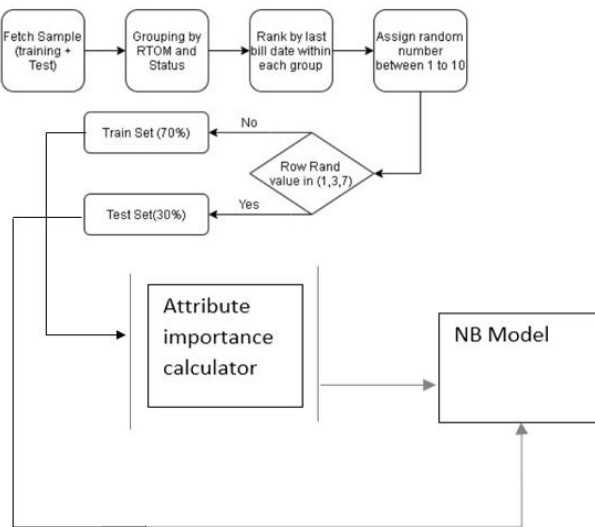 Fetch Sample
(training +
Test)
Grouping by
RTOM and
Status
Rank by last
bill date within
each group
Assign random
number
between 1 to 10
Train Set (70%)
No
Row Rand
value in (1,3,7)
Test Set(30%)
Yes
Attribute
importance
calculator
NB Model